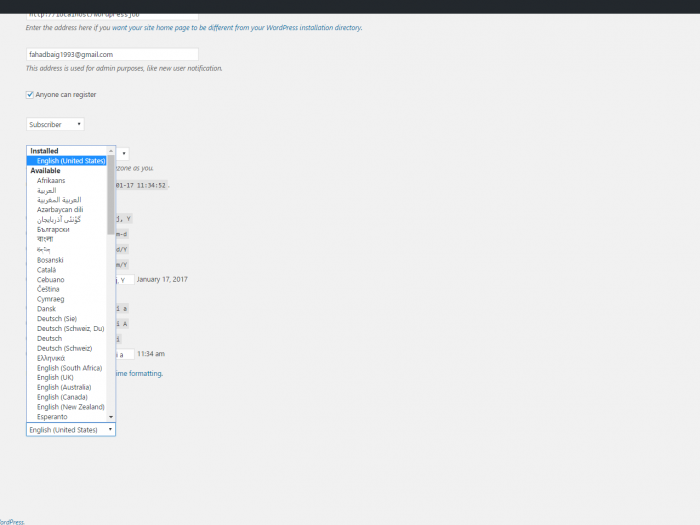 http://localhost/wordpressjob
Enter the address here if you want your site home page to be different from your WordPress installation directory.
fahadbaig1993@gmail.com
This address is used for admin purposes, like new user notification.
Anyone can register
Subscriber
Installed
English (United States)
zone as you.
Available
Afrikaans
01-17 11:34:52.
العربية
العربية المغربية
Azərbaycan dili
گؤنئی آذربایجان
Y
Български
m-d
বাংলা
d/Y
Bosanski
m/Y
Català
Cebuano
j, Y January 17, 2017
Čeština
Cymraeg
Dansk
i a
Deutsch (Sie)
i A
Deutsch (Schweiz, Du)
Deutsch
i
Deutsch (Schweiz)
i a 11:34 am
Ελληνικά
English (South Africa)
ime formatting.
English (UK)
English (Australia)
English (Canada)
English (New Zealand)
Esperanto
English (United States)
ordPress.